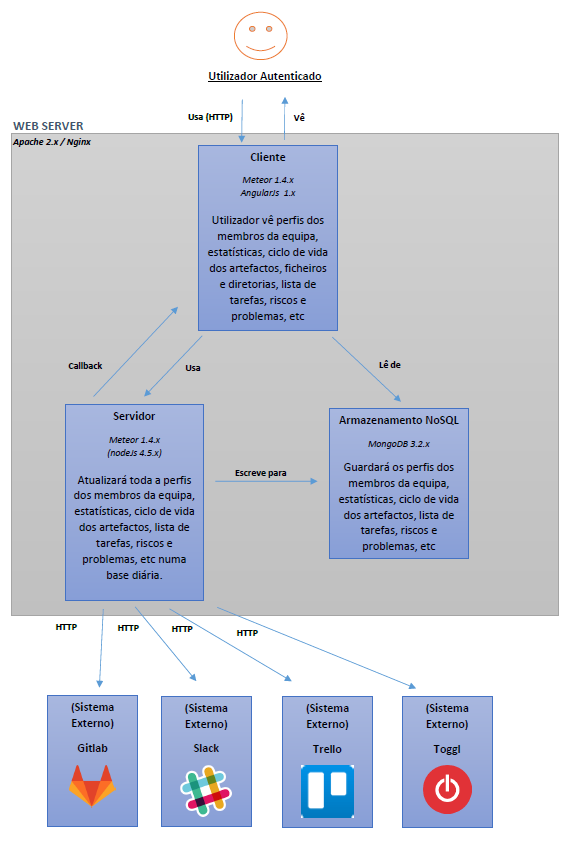 Utilizador Autenticado
Usa (HTTP)
Vê
WEB SERVER
Apache 2.x / Nginx
Cliente
Meteor 1.4.x
AngularJs 1.x
Utilizador vê perfis dos
membros da equipa,
estatísticas, ciclo de vida
dos artefactos, ficheiros
e diretorias, lista de
tarefas, riscos e
problemas, etc
Callback
Usa
Lê de
Servidor
Meteor 1.4.x
(nodeJs 4.5.x)
Atualizará toda a perfis
dos membros da equipa,
estatísticas, ciclo de vida
dos artefactos, lista de
tarefas, riscos e
problemas, etc numa
base diária.
Escreve para
Armazenamento NoSQL
MongoDB 3.2.x
Guardará os perfis dos
membros da equipa,
estatísticas, ciclo de vida
dos artefactos, lista de
tarefas, riscos e
problemas, etc
HTTP
HTTP
HTTP
HTTP
(Sistema
Externo)
Gitlab
(Sistema
Externo)
Slack
(Sistema
Externo)
Trello
(Sistema
Externo)
Toggl